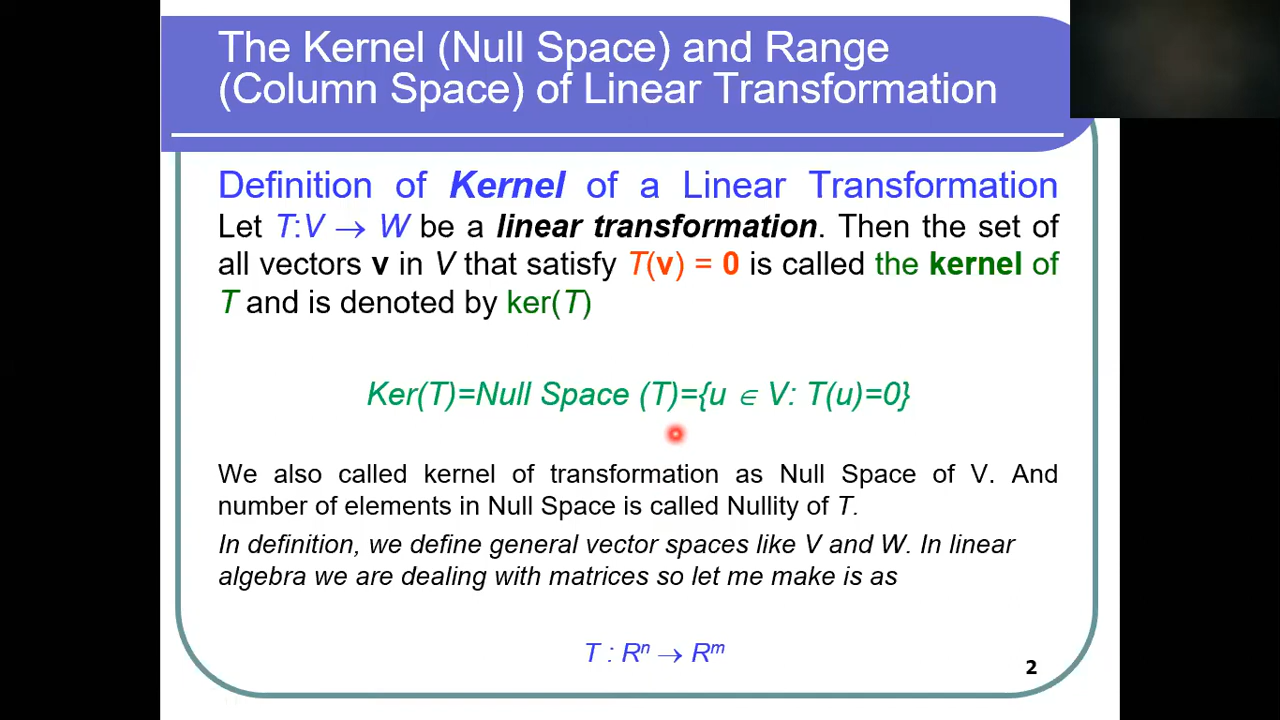 The Kernel (Null Space) and Range
(Column Space) of Linear Transformation
Definition of Kernel of a Linear Transformation
Let T:V → W be a linear transformation. Then the set of
all vectors v in V that satisfy T(v) = 0 is called the kernel of
T and is denoted by ker(T)
Ker(T)=Null Space (T)={u ∈ V: T(u)=0}
We also called kernel of transformation as Null Space of V. And
number of elements in Null Space is called Nullity of T.
In definition, we define general vector spaces like V and W. In linear
algebra we are dealing with matrices so let me make is as
T : Rⁿ → Rᵐ
2